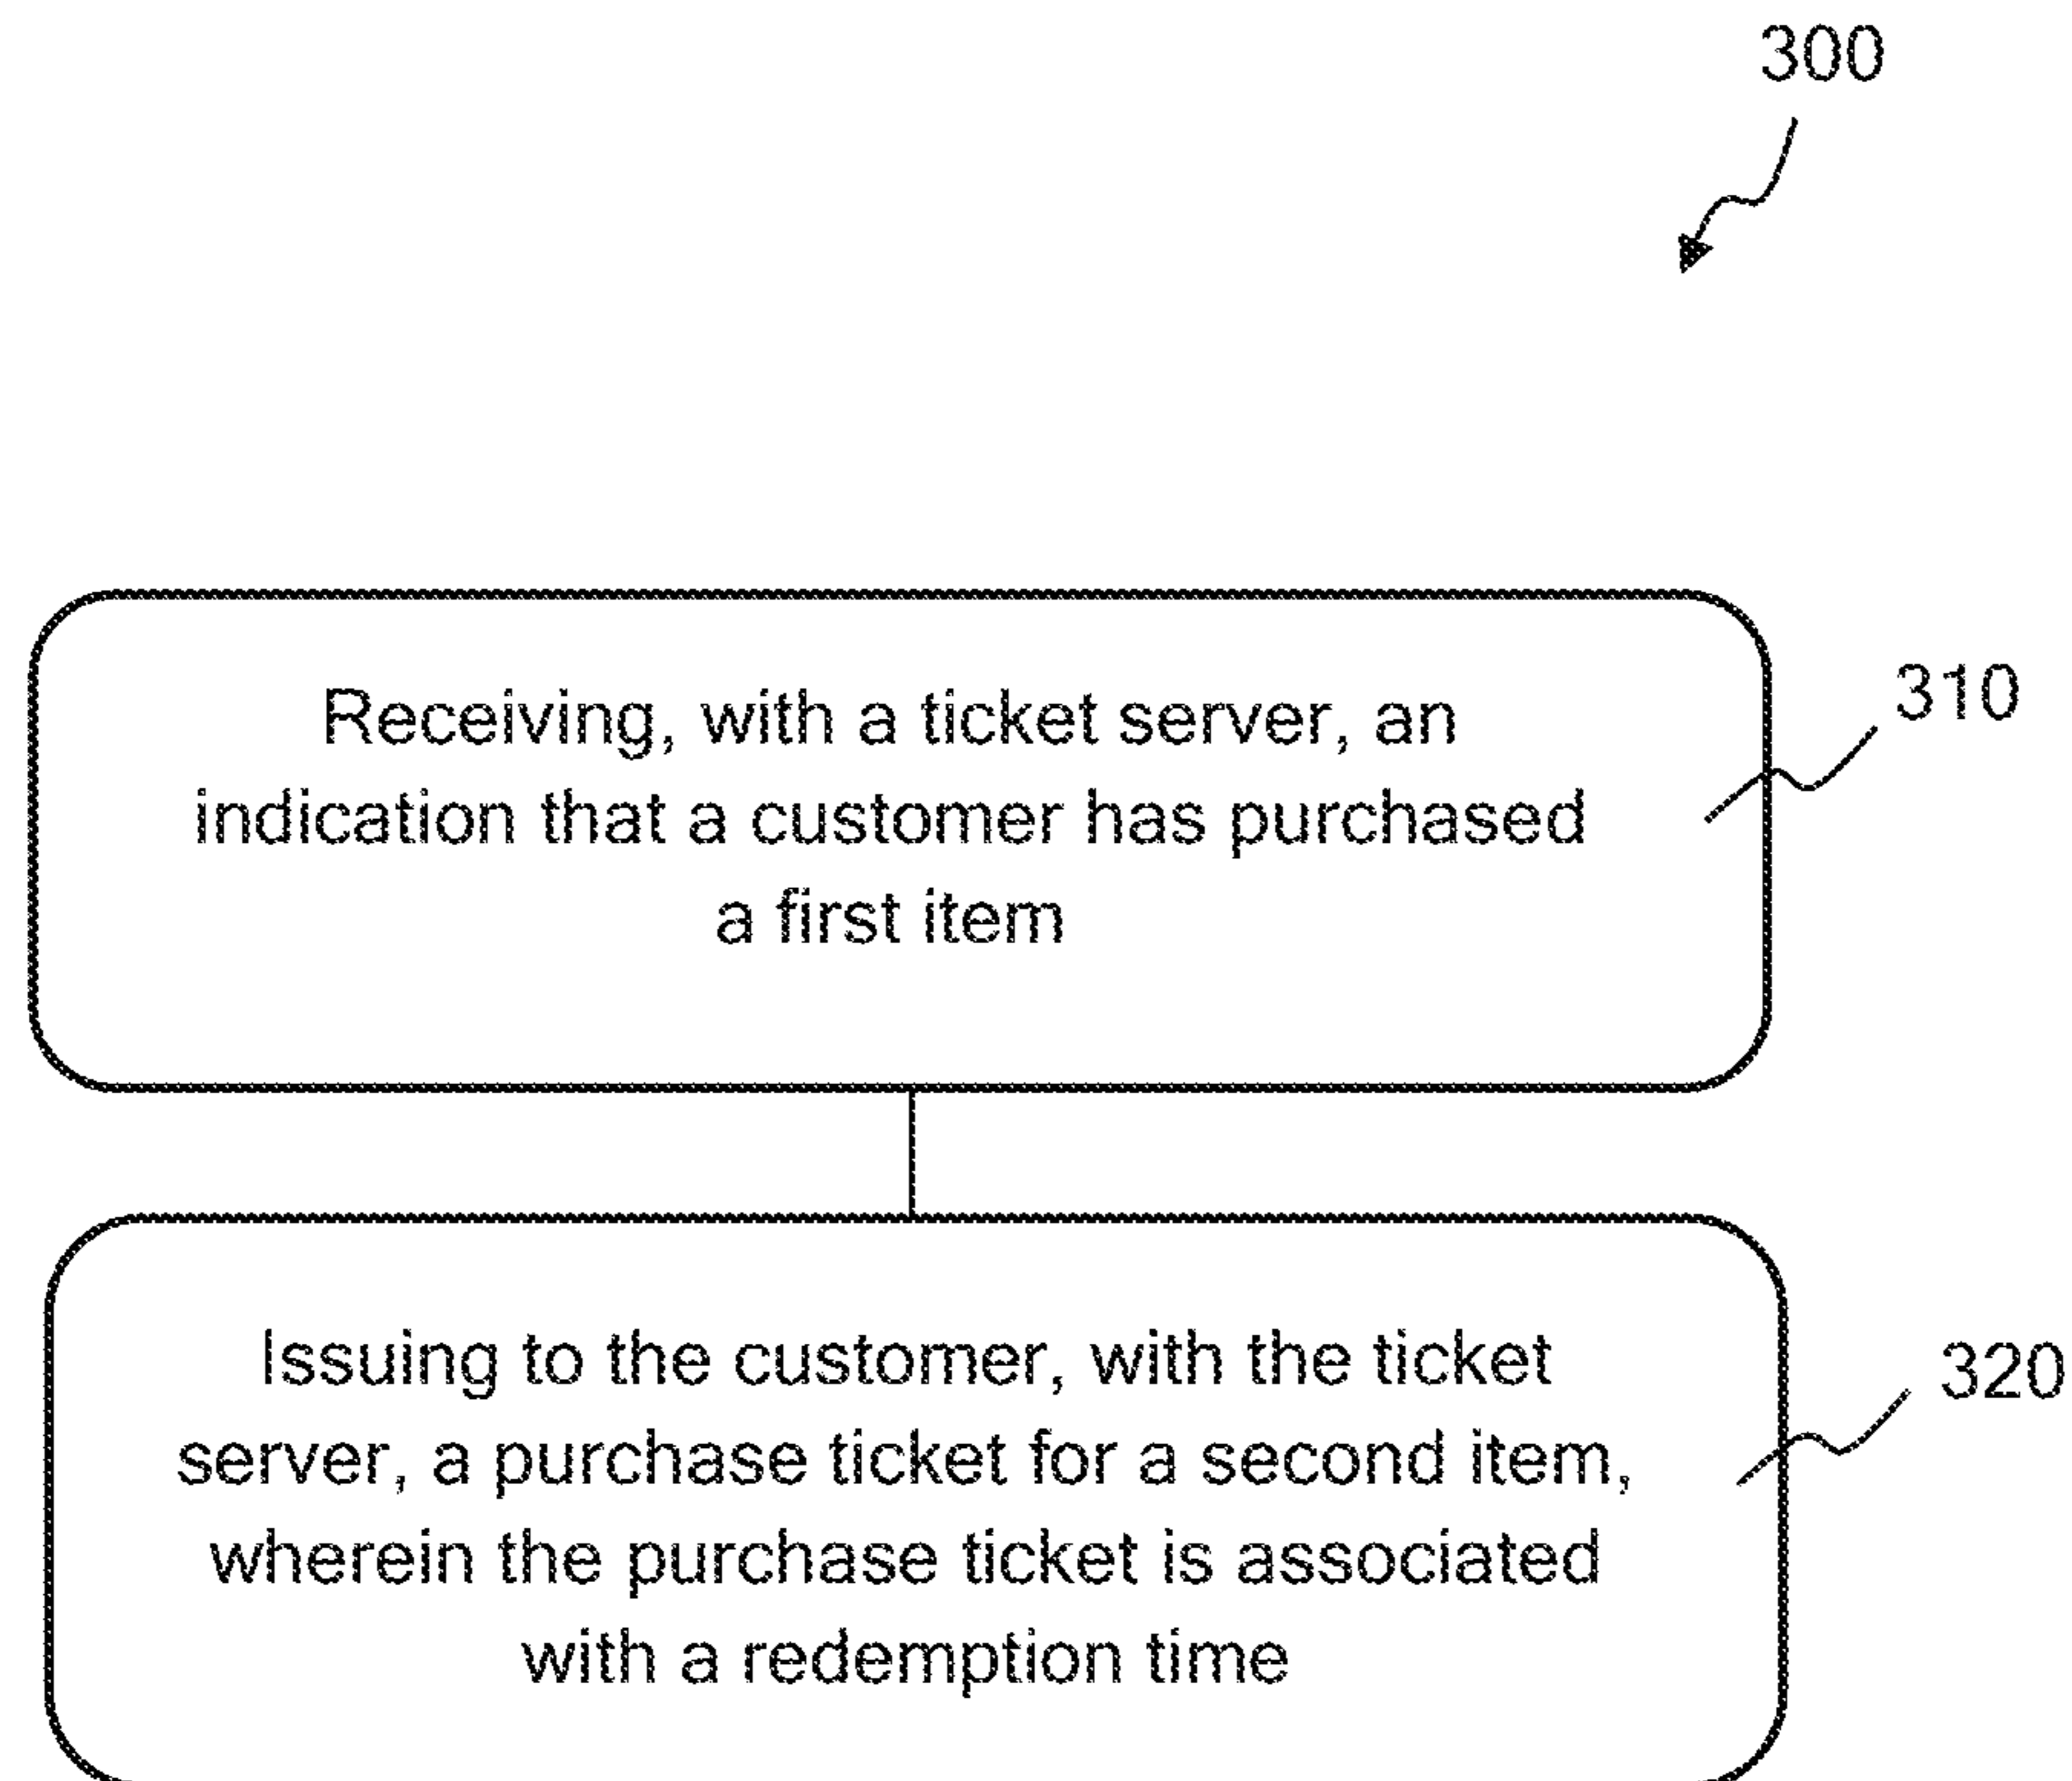 300
Receiving, with a ticket server, an
indication that a customer has purchased
a first item
310
Issuing to the customer, with the ticket
server, a purchase ticket for a second item,
wherein the purchase ticket is associated
with a redemption time
320